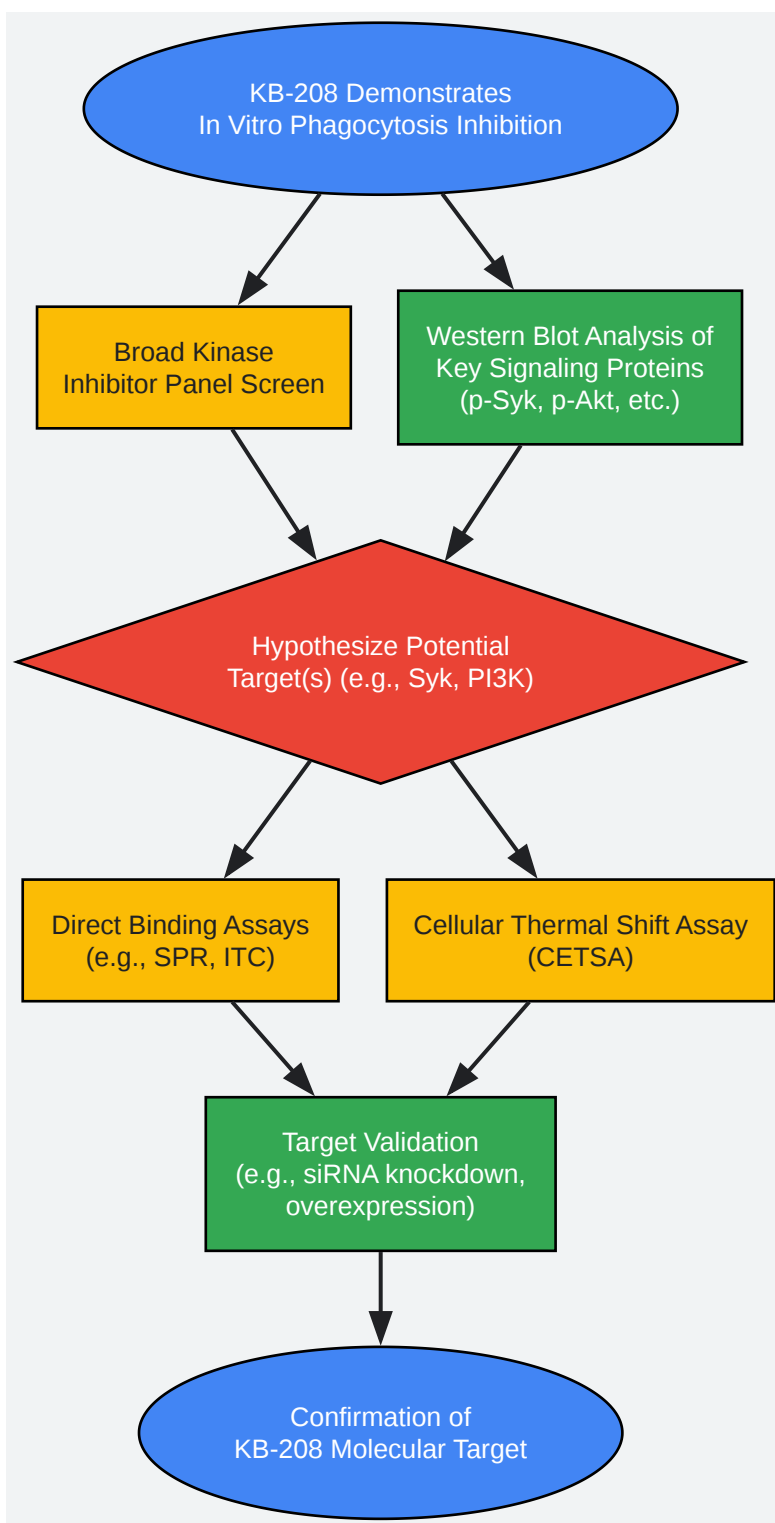 KB-208 Demonstrates
In Vitro Phagocytosis Inhibition
Broad Kinase
Inhibitor Panel Screen
Western Blot Analysis of
Key Signaling Proteins
(p-Syk, p-Akt, etc.)
Hypothesize Potential
Target(s) (e.g., Syk, PI3K)
Direct Binding Assays
(e.g., SPR, ITC)
Cellular Thermal Shift Assay
(CETSA)
Target Validation
(e.g., siRNA knockdown,
overexpression)
Confirmation of
KB-208 Molecular Target